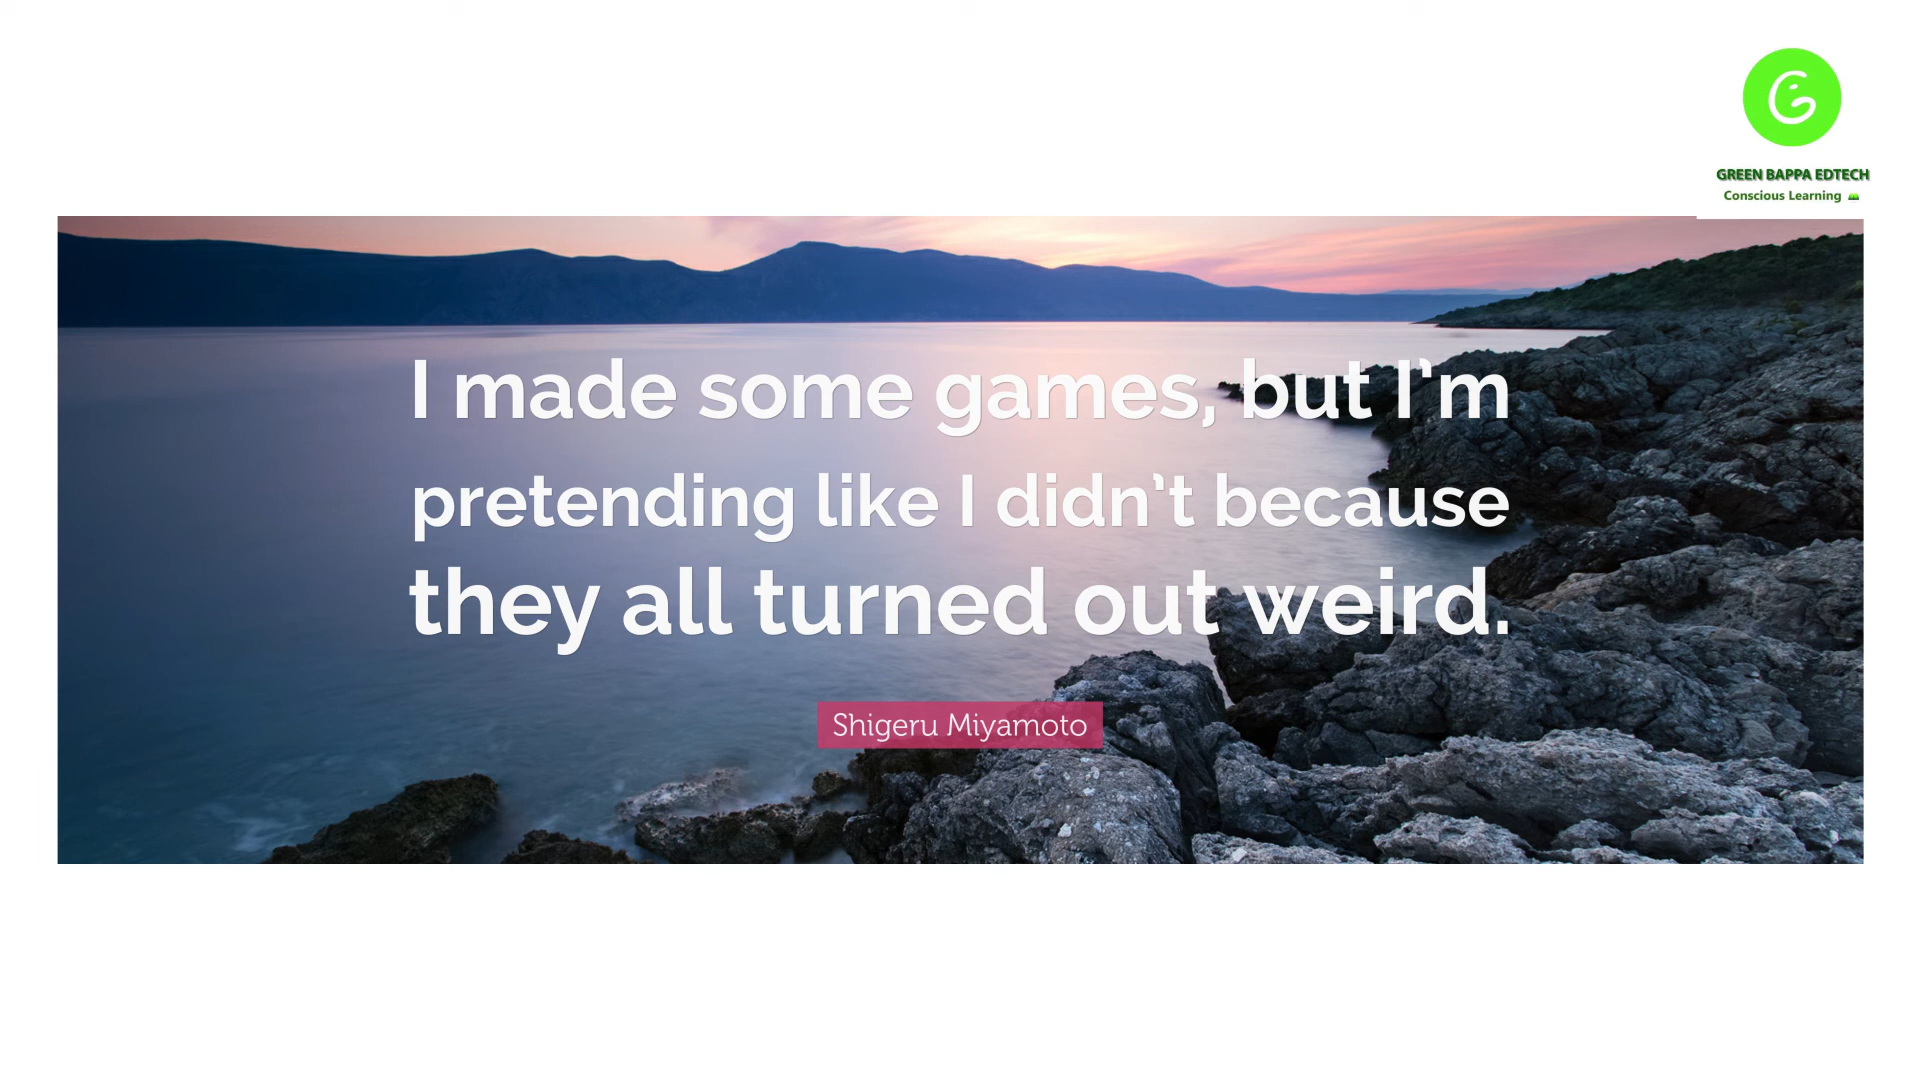 GREEN BAPPA EDTECH
Conscious Learning
I made some games, but I’m
pretending like I didn’t because
they all turned out weird.
Shigeru Miyamoto